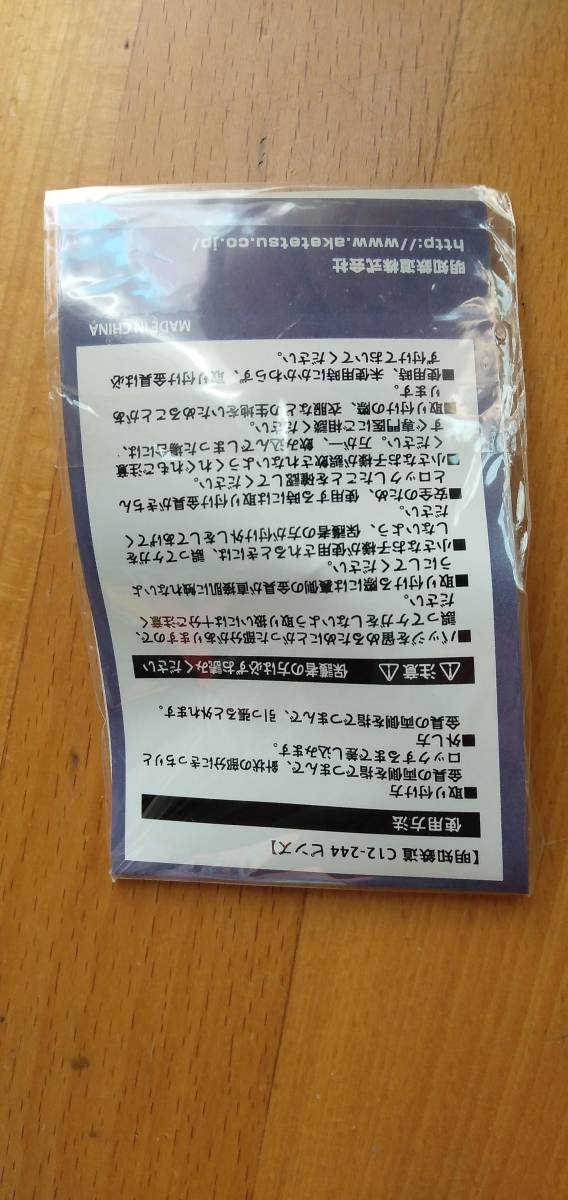 【明知鉄道 C12-244 ピンズ】
使用方法
■取り付け方
金具の両側を指でつまんで、針状の部分にきっちりと
ロックするまで差し込みます。
■外し方
金具の両側を指でつまんで、引っ張ると外れます。
⚠ 注意 ⚠ 保護者の方は必ずお読みください
■バッジを留めるためにとがった部分がありますので、
誤ってケガをしないよう取り扱いには十分ご注意く
ださい。
■取り付ける際には裏側の金具が直接肌に触れないよ
うにしてください。
■小さなお子様が使用されるときには、誤ってケガを
しないよう、保護者の方が付け外しをしてあげてく
ださい。
■安全のため、使用する時には取り付け金具がきちん
とロックしたことを確認してください。
■小さなお子様が誤飲されないようくれぐれもご注意
ください。万が一、飲み込んでしまった場合には、
すぐ専門医にご相談ください。
■取り付けの際、衣服などの生地をいためることがあ
ります。
■使用時、未使用時にかかわらず、取り付け金具は必
ず付けておいてください。
MADE IN CHINA
明知鉄道株式会社
http://www.aketetsu.co.jp/